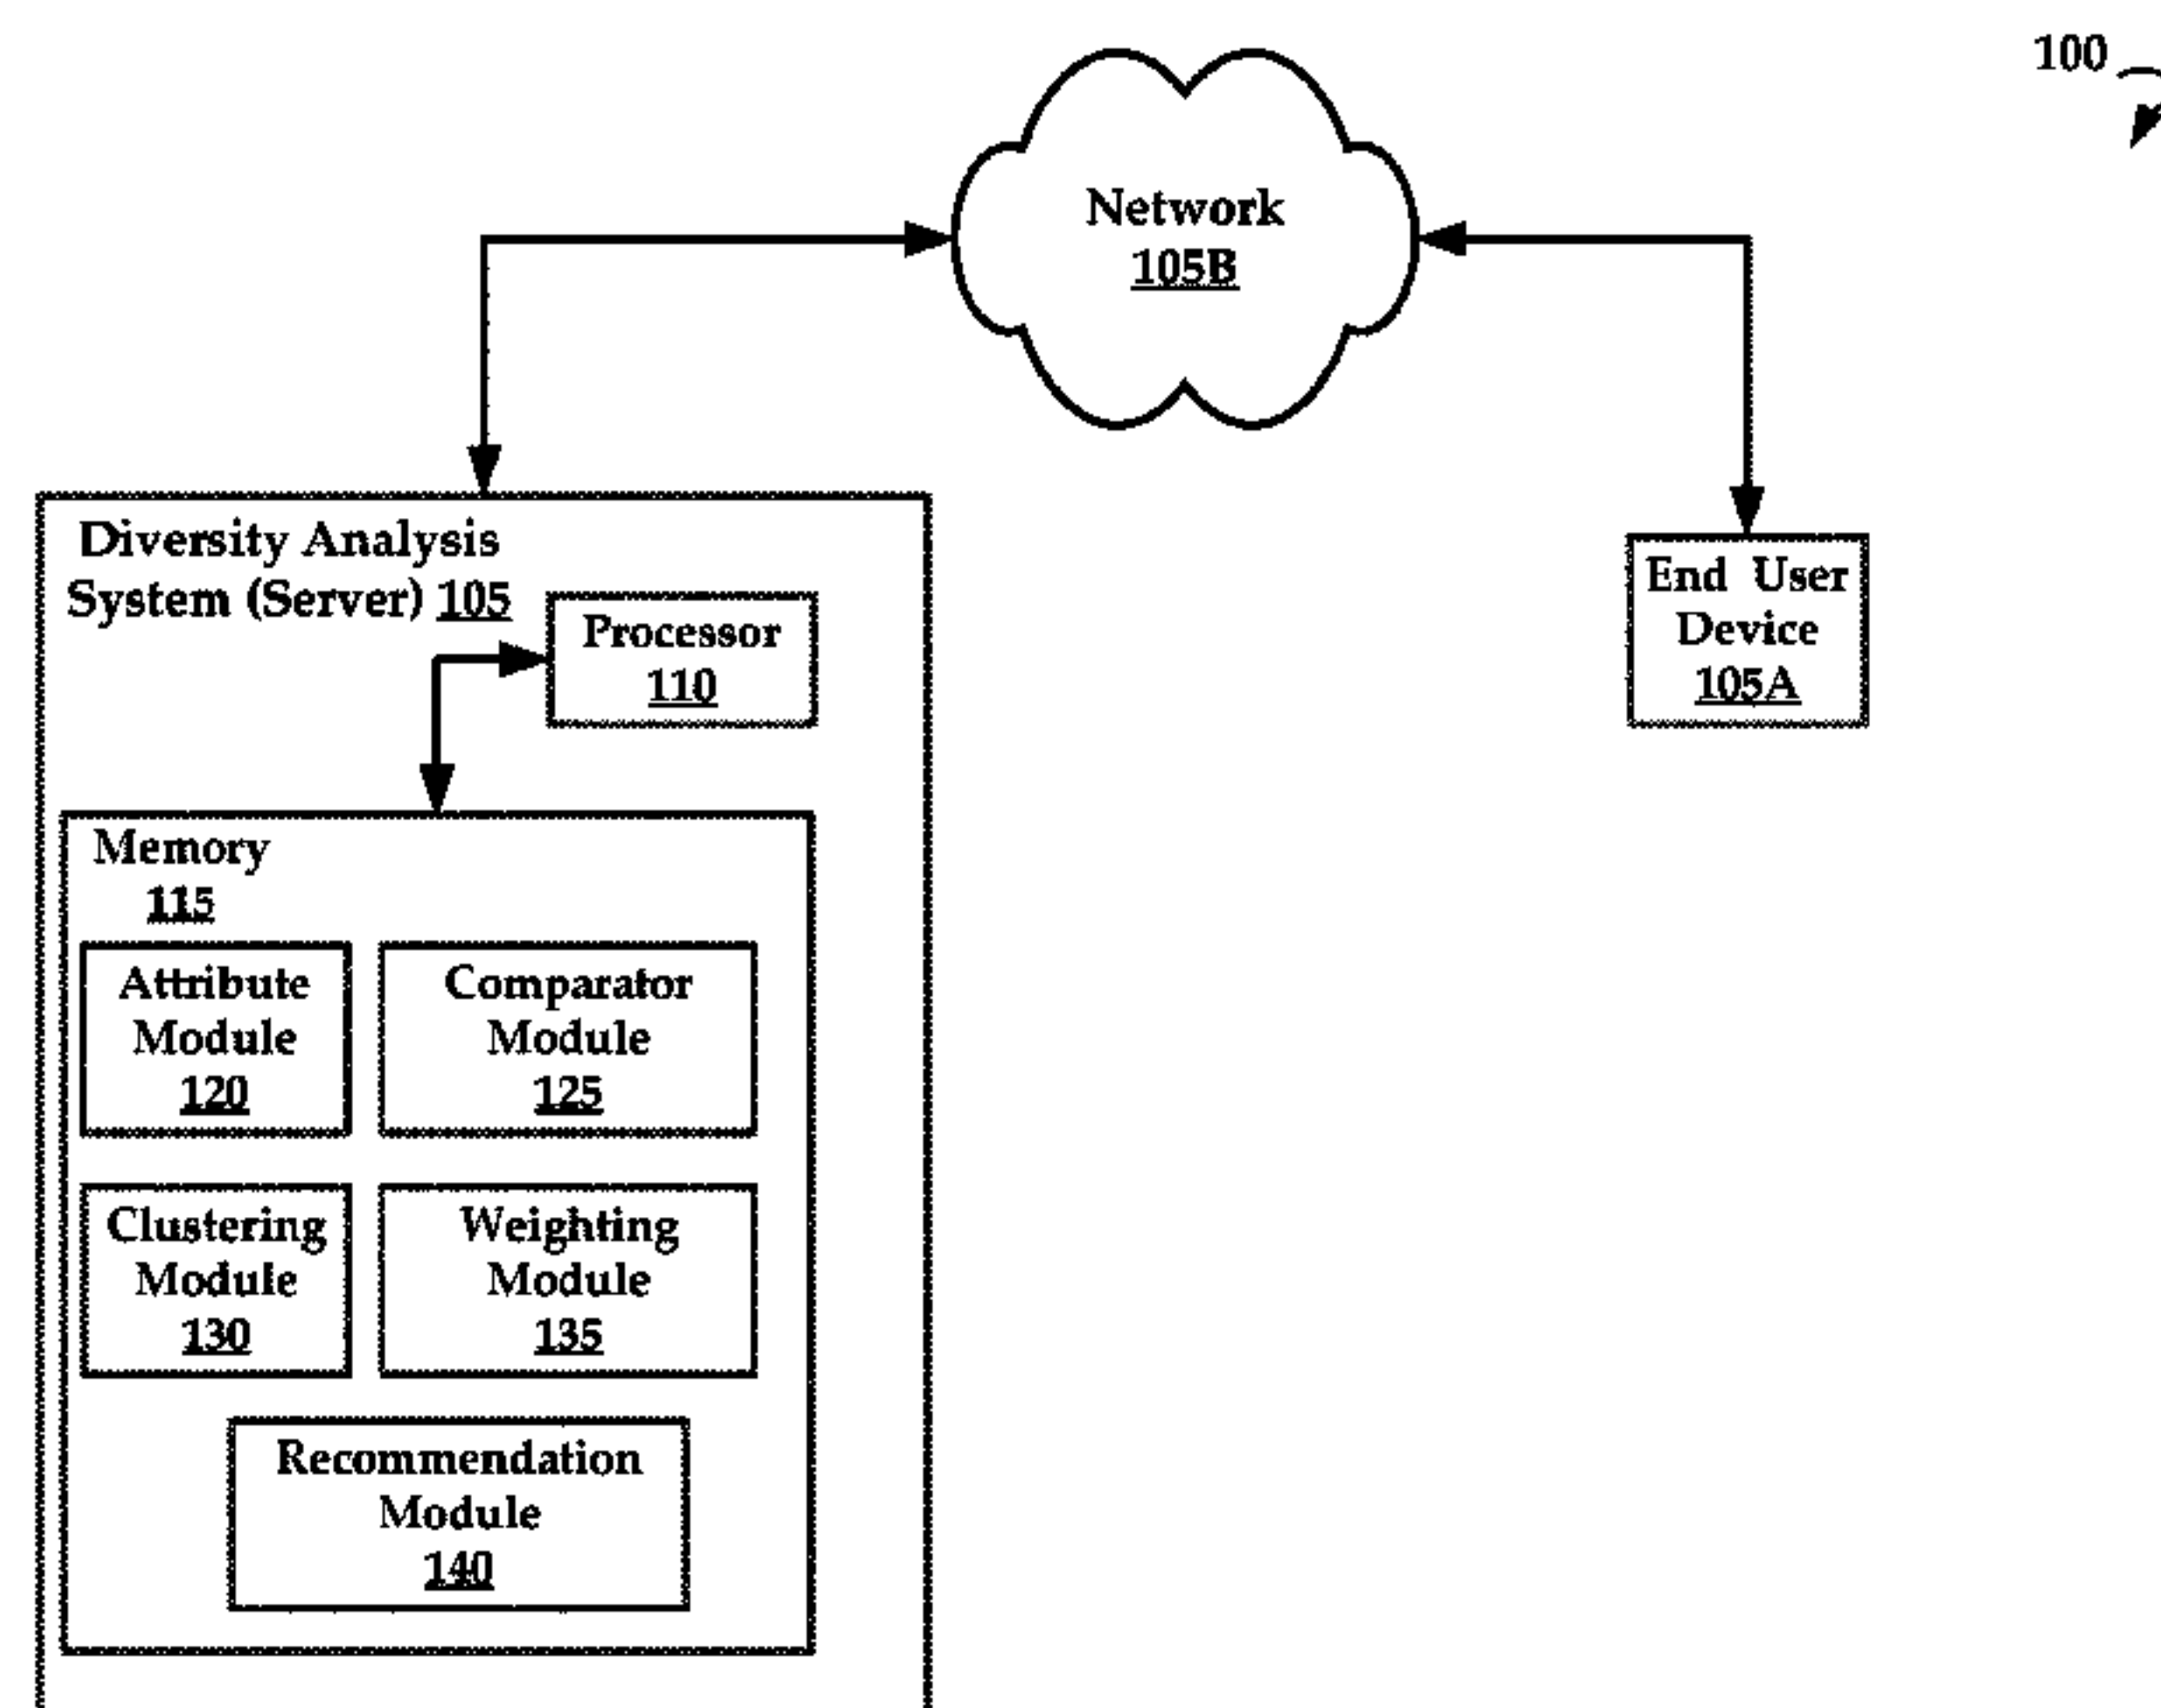 100
Network
105B
Diversity Analysis
System (Server) 105
Processor
110
End User
Device
105A
Memory
115
Attribute
Module
120
Comparator
Module
125
Clustering
Module
130
Weighting
Module
135
Recommendation
Module
140